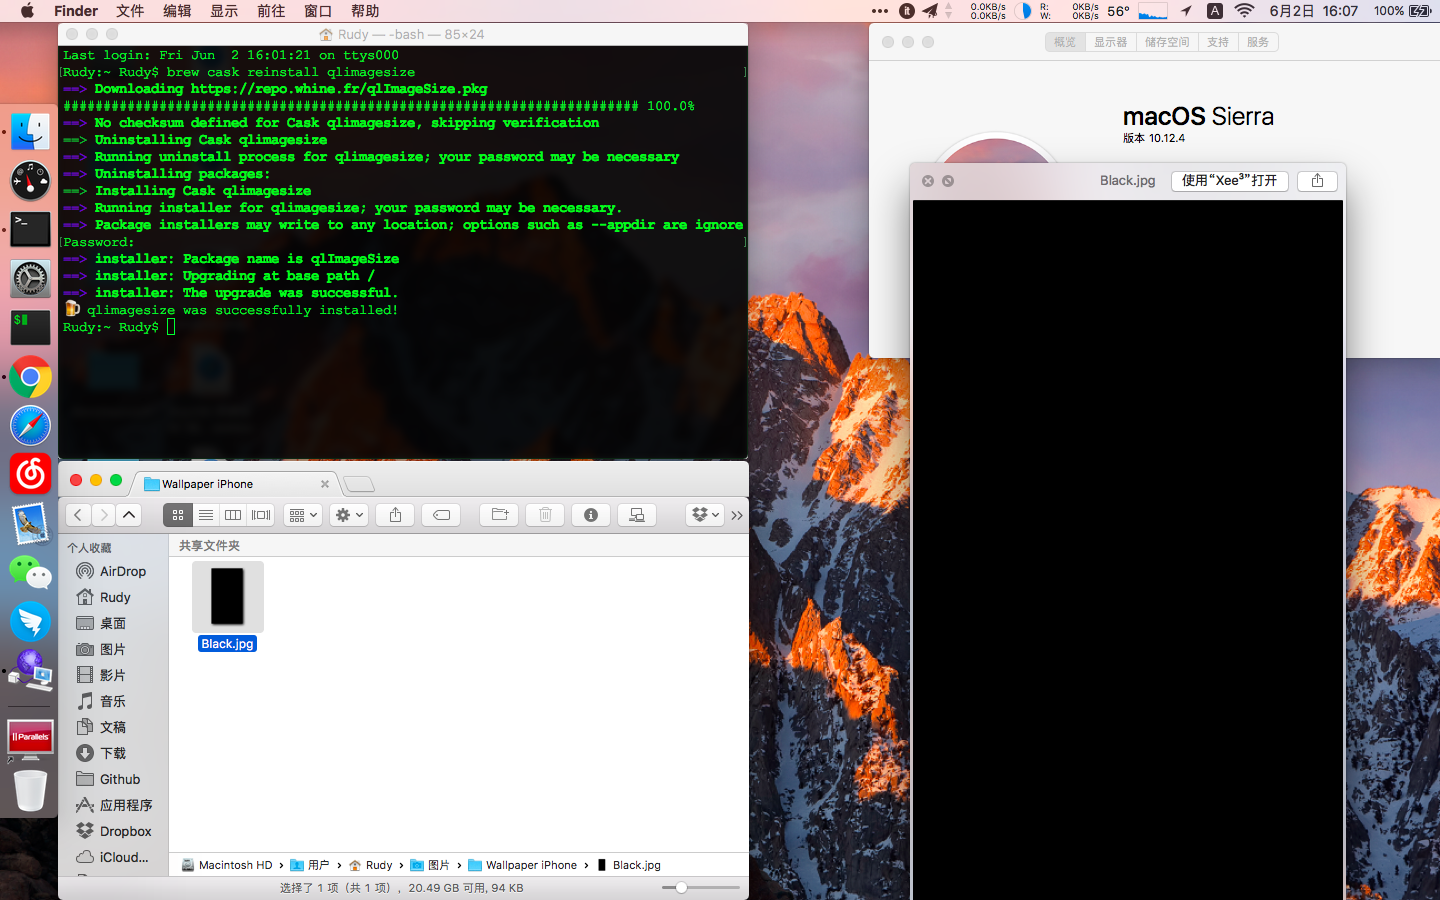 Finder 文件 编辑 显示 前往 窗口 帮助
0.0KB/s
0.0KB/s
R:
W:
0KB/s
0KB/s
56°
A
6月2日 16:07
100%
Rudy — -bash — 85×24
Last login: Fri Jun  2 16:01:21 on ttys000
[Rudy:~ Rudy$ brew cask reinstall qlimagesize ]
==> Downloading https://repo.whine.fr/qlImageSize.pkg
######################################################################## 100.0%
==> No checksum defined for Cask qlimagesize, skipping verification
==> Uninstalling Cask qlimagesize
==> Running uninstall process for qlimagesize; your password may be necessary
==> Uninstalling packages:
==> Installing Cask qlimagesize
==> Running installer for qlimagesize; your password may be necessary.
==> Package installers may write to any location; options such as --appdir are ignore
[Password: ]
==> installer: Package name is qlImageSize
==> installer: Upgrading at base path /
==> installer: The upgrade was successful.
🍺 qlimagesize was successfully installed!
Rudy:~ Rudy$
概览 显示器 储存空间 支持 服务
macOS Sierra
版本 10.12.4
Black.jpg
使用“Xee³”打开
Wallpaper iPhone
个人收藏
AirDrop
Rudy
桌面
图片
影片
音乐
文稿
下载
Github
应用程序
Dropbox
iCloud...
共享文件夹
Black.jpg
Macintosh HD › 用户 › Rudy › 图片 › Wallpaper iPhone › Black.jpg
选择了 1 项（共 1 项），20.49 GB 可用, 94 KB
Parallels